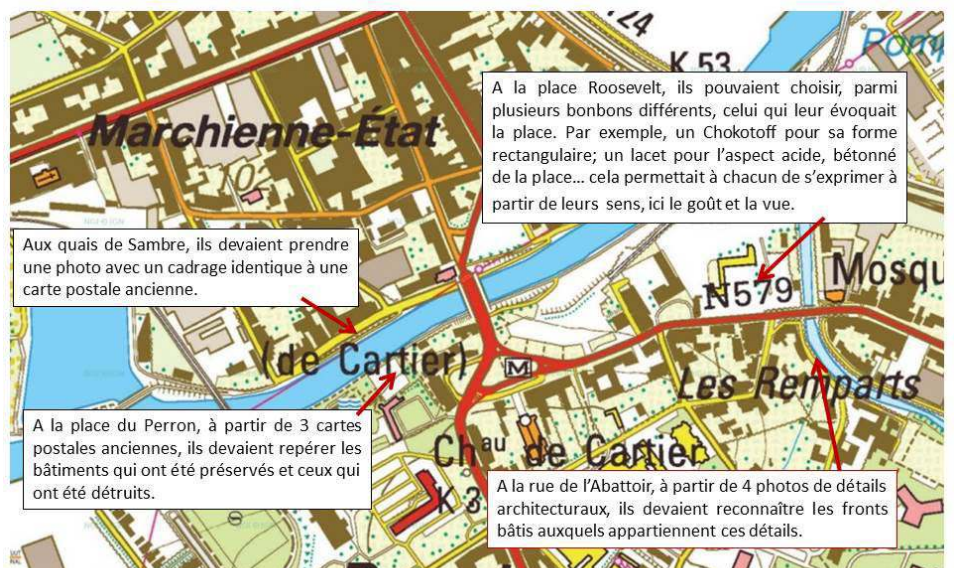 24
Pomp
K 53
A la place Roosevelt, ils pouvaient choisir, parmi
plusieurs bonbons différents, celui qui leur évoquait
la place. Par exemple, un Chokotoff pour sa forme
rectangulaire; un lacet pour l’aspect acide, bétonné
de la place… cela permettait à chacun de s’exprimer à
partir de leurs sens, ici le goût et la vue.
Marchienne-État
102
Aux quais de Sambre, ils devaient prendre
une photo avec un cadrage identique à une
carte postale ancienne.
N579
Mosqu
(de Cartier)
M
Les Remparts
A la place du Perron, à partir de 3 cartes
postales anciennes, ils devaient repérer les
bâtiments qui ont été préservés et ceux qui
ont été détruits.
Chau de Cartier
K 3
A la rue de l’Abattoir, à partir de 4 photos de détails
architecturaux, ils devaient reconnaître les fronts
bâtis auxquels appartiennent ces détails.